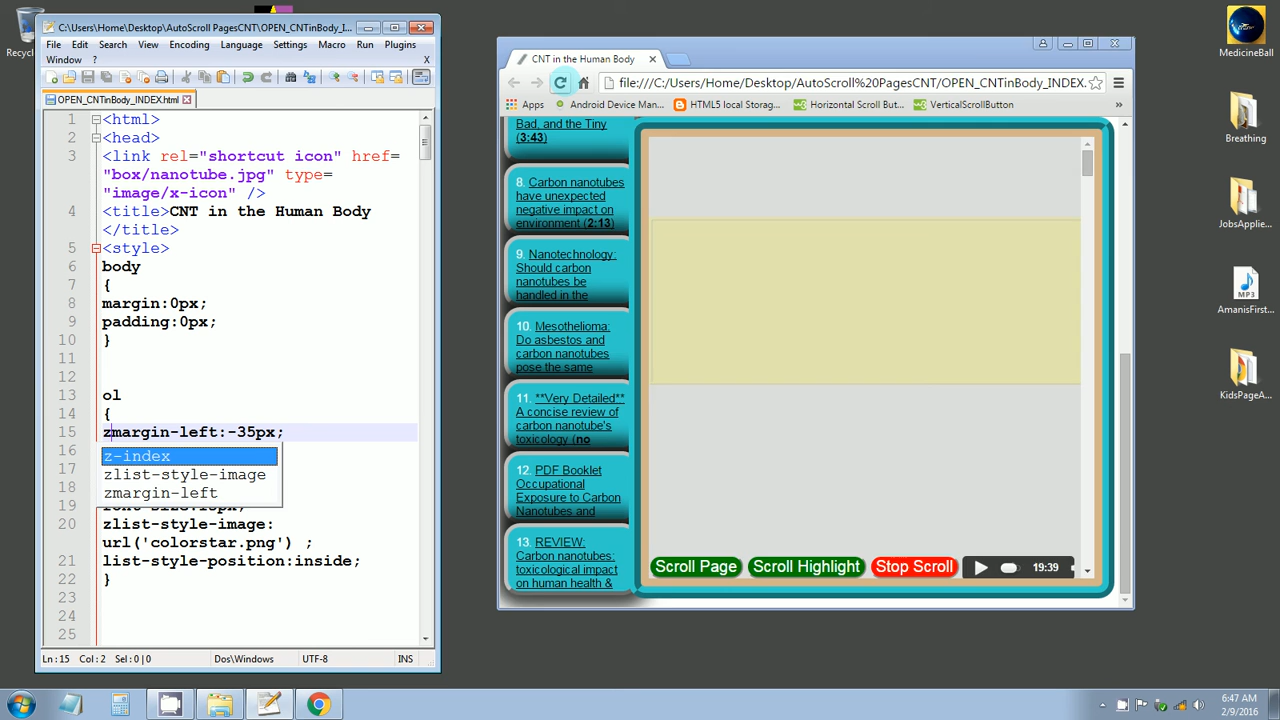 Recycl
C:\Users\Home\Desktop\AutoScroll PagesCNT\OPEN_CNTinBody_I...
File Edit Search View Encoding Language Settings Macro Run Plugins
Window ? X
OPEN_CNTinBody_INDEX.html
1 <html>
2 <head>
3 <link rel="shortcut icon" href=
"box/nanotube.jpg" type=
"image/x-icon" />
4 <title>CNT in the Human Body
</title>
5 <style>
6 body
7 {
8 margin:0px;
9 padding:0px;
10 }
11
12
13 ol
14 {
15 zmargin-left:-35px;
16
z-index
17
zlist-style-image
18
zmargin-left
19
20 zlist-style-image:
url('colorstar.png') ;
21 list-style-position:inside;
22 }
23
24
25
Ln:15 Col:2 Sel:0|0 Dos\Windows UTF-8 INS
CNT in the Human Body
file:///C:/Users/Home/Desktop/AutoScroll%20PagesCNT/OPEN_CNTinBody_INDEX.
Apps Android Device Man... HTML5 local Storag... Horizontal Scroll But... VerticalScrollButton »
Bad, and the Tiny
(3:43)
8. Carbon nanotubes
have unexpected
negative impact on
environment (2:13)
9. Nanotechnology:
Should carbon
nanotubes be
handled in the
10. Mesothelioma:
Do asbestos and
carbon nanotubes
pose the same
11. **Very Detailed**
A concise review of
carbon nanotube's
toxicology (no
12. PDF Booklet
Occupational
Exposure to Carbon
Nanotubes and
13. REVIEW:
Carbon nanotubes:
toxicological impact
on human health &
Scroll Page Scroll Highlight Stop Scroll 19:39
MedicineBall
Breathing
JobsApplie...
MP3
AmanisFirst...
KidsPageA...
6:47 AM
2/9/2016